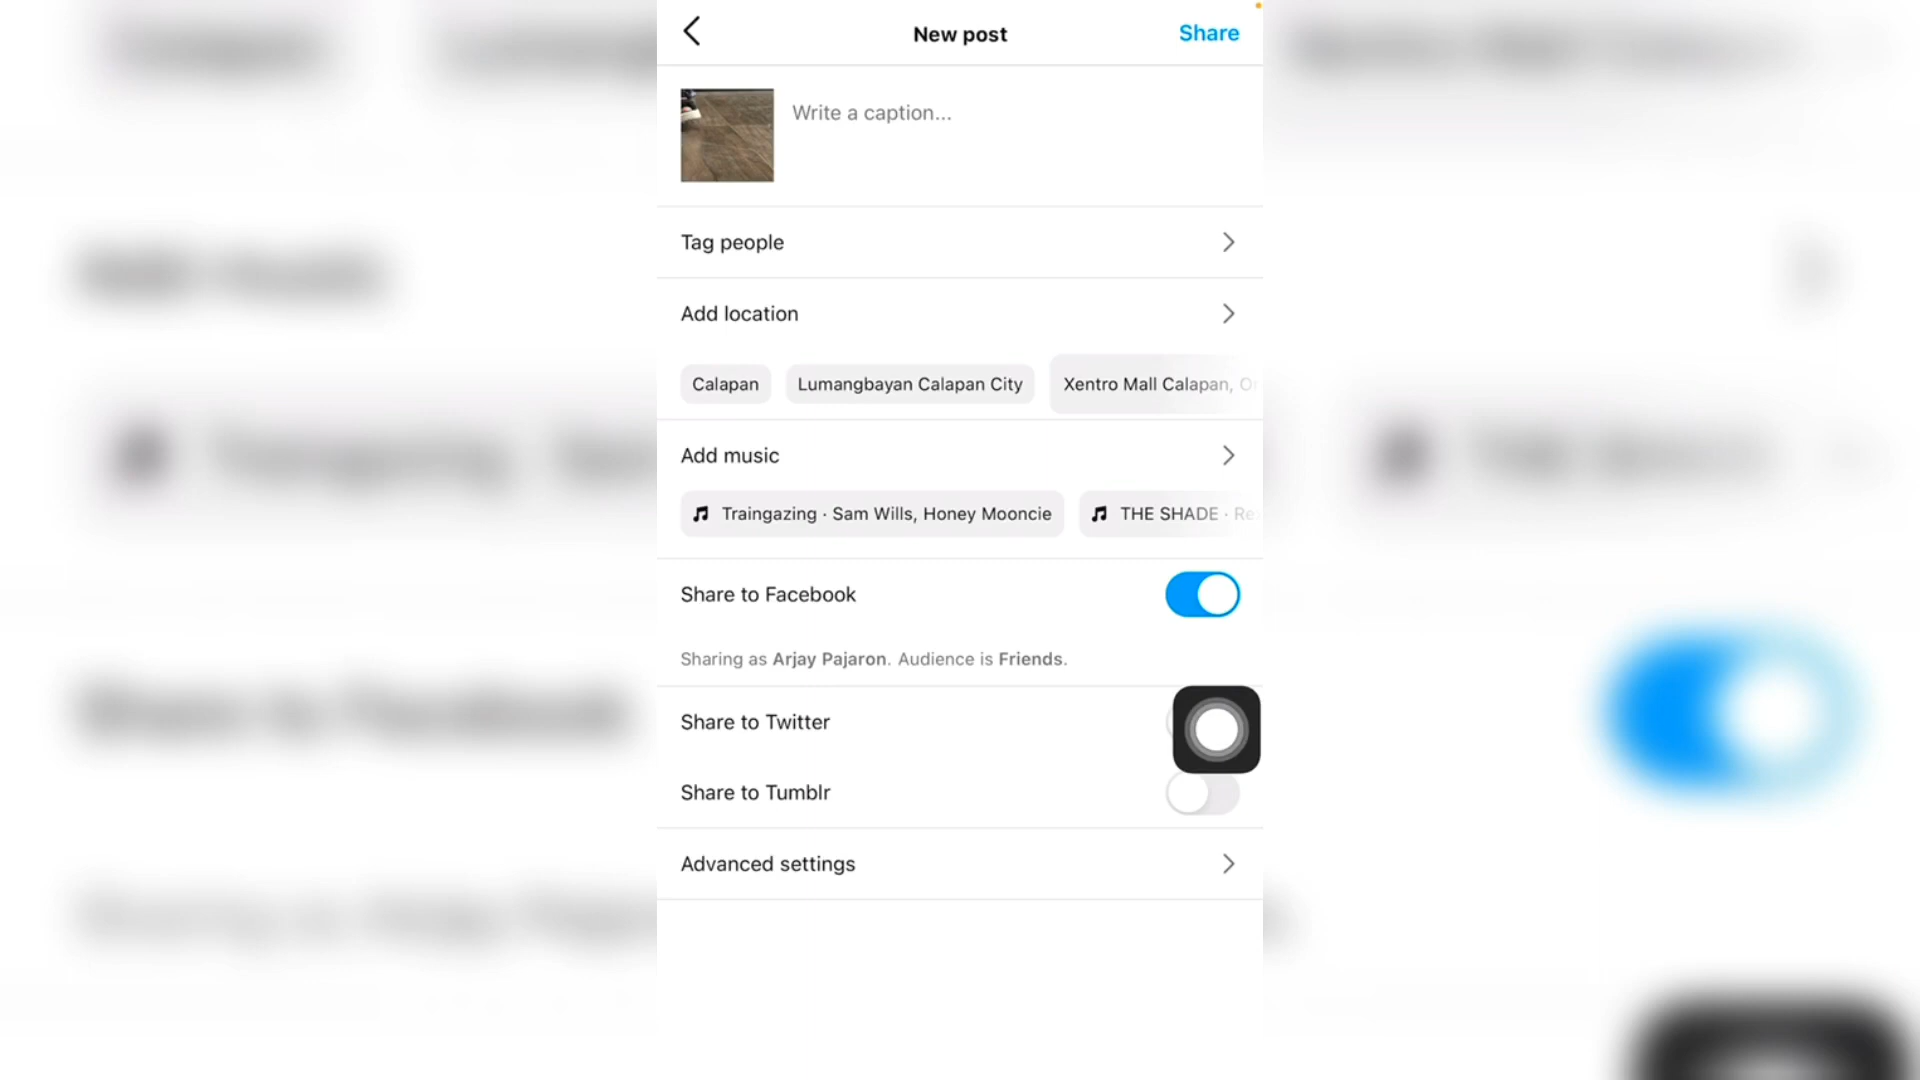 New post
Share
Write a caption...
Tag people
Add location
Calapan
Lumangbayan Calapan City
Xentro Mall Calapan,
Add music
Traingazing · Sam Wills, Honey Mooncie
THE SHADE ·
Share to Facebook
Sharing as Arjay Pajaron. Audience is Friends.
Share to Twitter
Share to Tumblr
Advanced settings